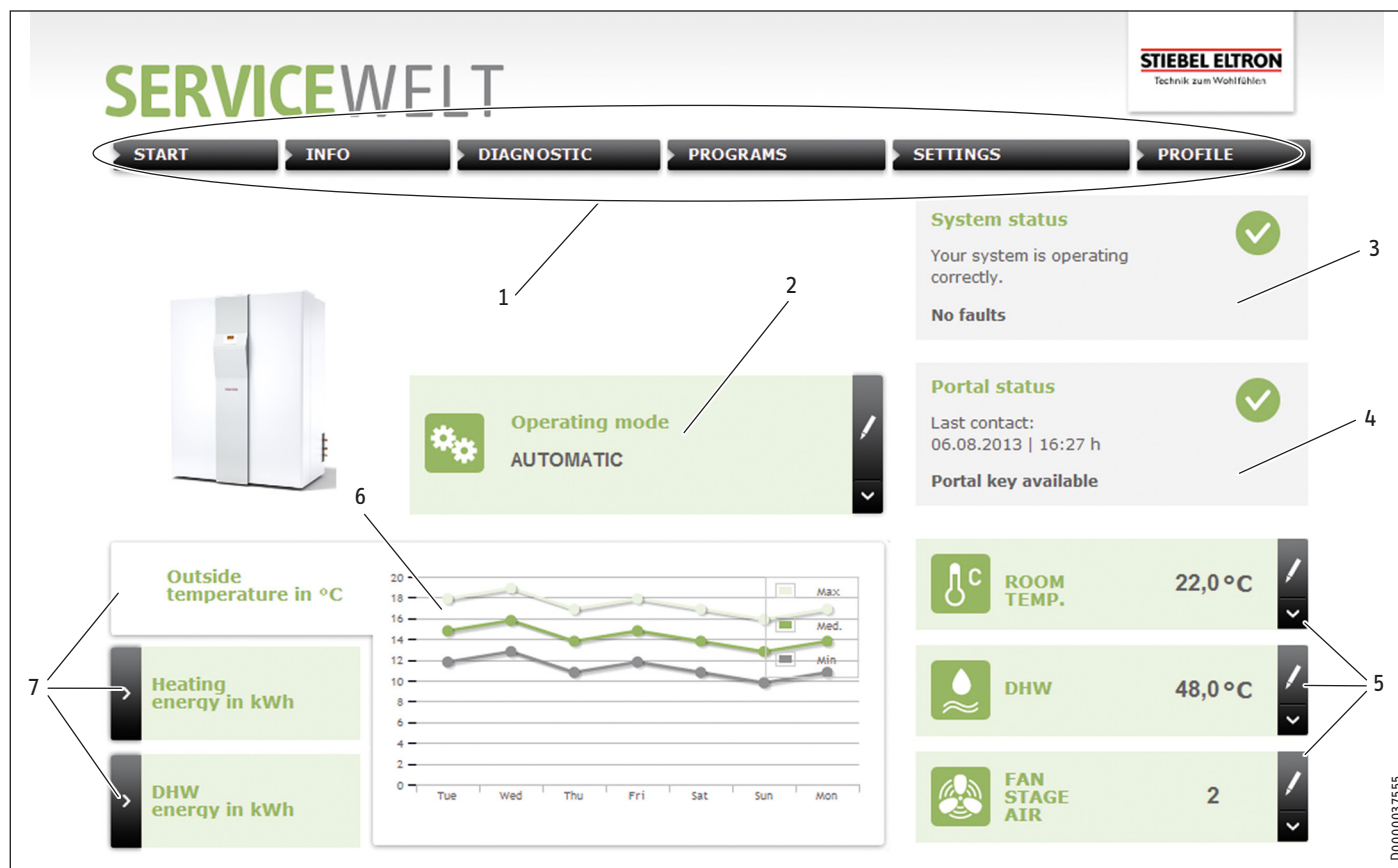 SERVICEWELT
STIEBEL ELTRON
Technik zum Wohlfühlen
START
INFO
DIAGNOSTIC
PROGRAMS
SETTINGS
PROFILE
1
System status
Your system is operating
correctly.
No faults
3
2
Operating mode
AUTOMATIC
Portal status
Last contact:
06.08.2013 | 16:27 h
Portal key available
4
6
7
Outside
temperature in °C
Heating
energy in kWh
DHW
energy in kWh
20
18
16
14
12
10
8
6
4
2
0
Tue
Wed
Thu
Fri
Sat
Sun
Mon
Max
Med.
Min
ROOM
TEMP.
22,0 °C
DHW
48,0 °C
FAN
STAGE
AIR
2
5
D0000037555